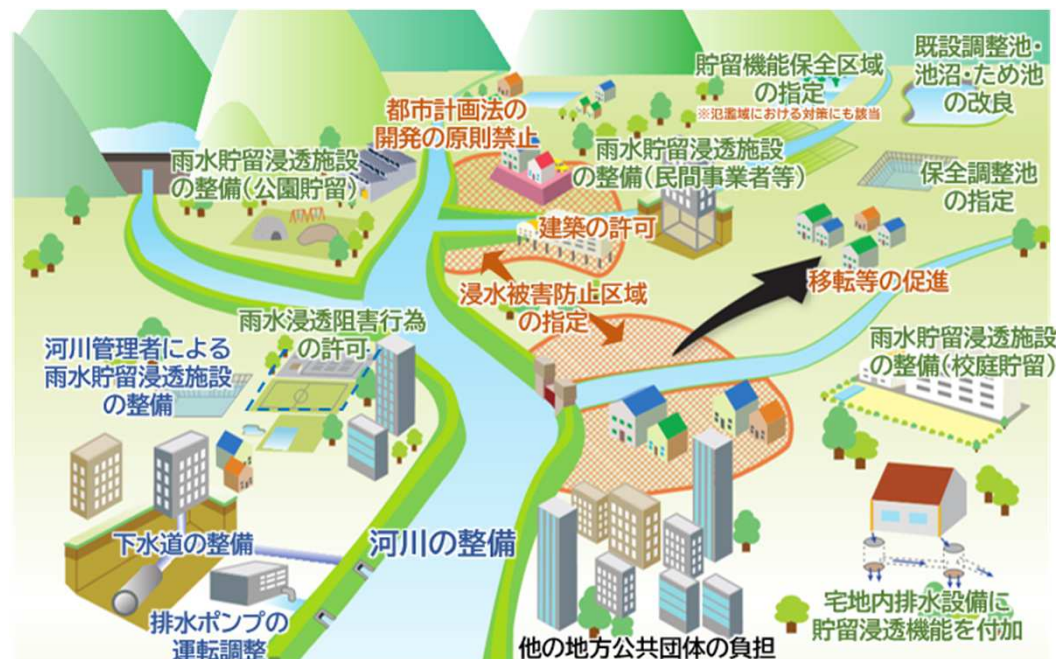 貯留機能保全区域
の指定
※氾濫域における対策にも該当
既設調整池・
池沼・ため池
の改良
都市計画法の
開発の原則禁止
雨水貯留浸透施設
の整備(公園貯留)
雨水貯留浸透施設
の整備(民間事業者等)
保全調整池
の指定
建築の許可
浸水被害防止区域
の指定
移転等の促進
雨水浸透阻害行為
の許可
河川管理者による
雨水貯留浸透施設
の整備
雨水貯留浸透施設
の整備(校庭貯留)
下水道の整備
河川の整備
排水ポンプの
運転調整
他の地方公共団体の負担
宅地内排水設備に
貯留浸透機能を付加